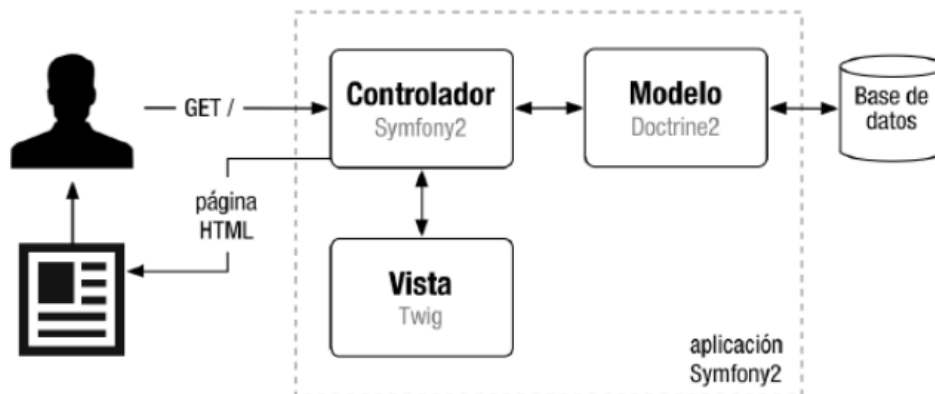 GET /
Controlador
Symfony2
Modelo
Doctrine2
Base de
datos
página
HTML
Vista
Twig
aplicación
Symfony2